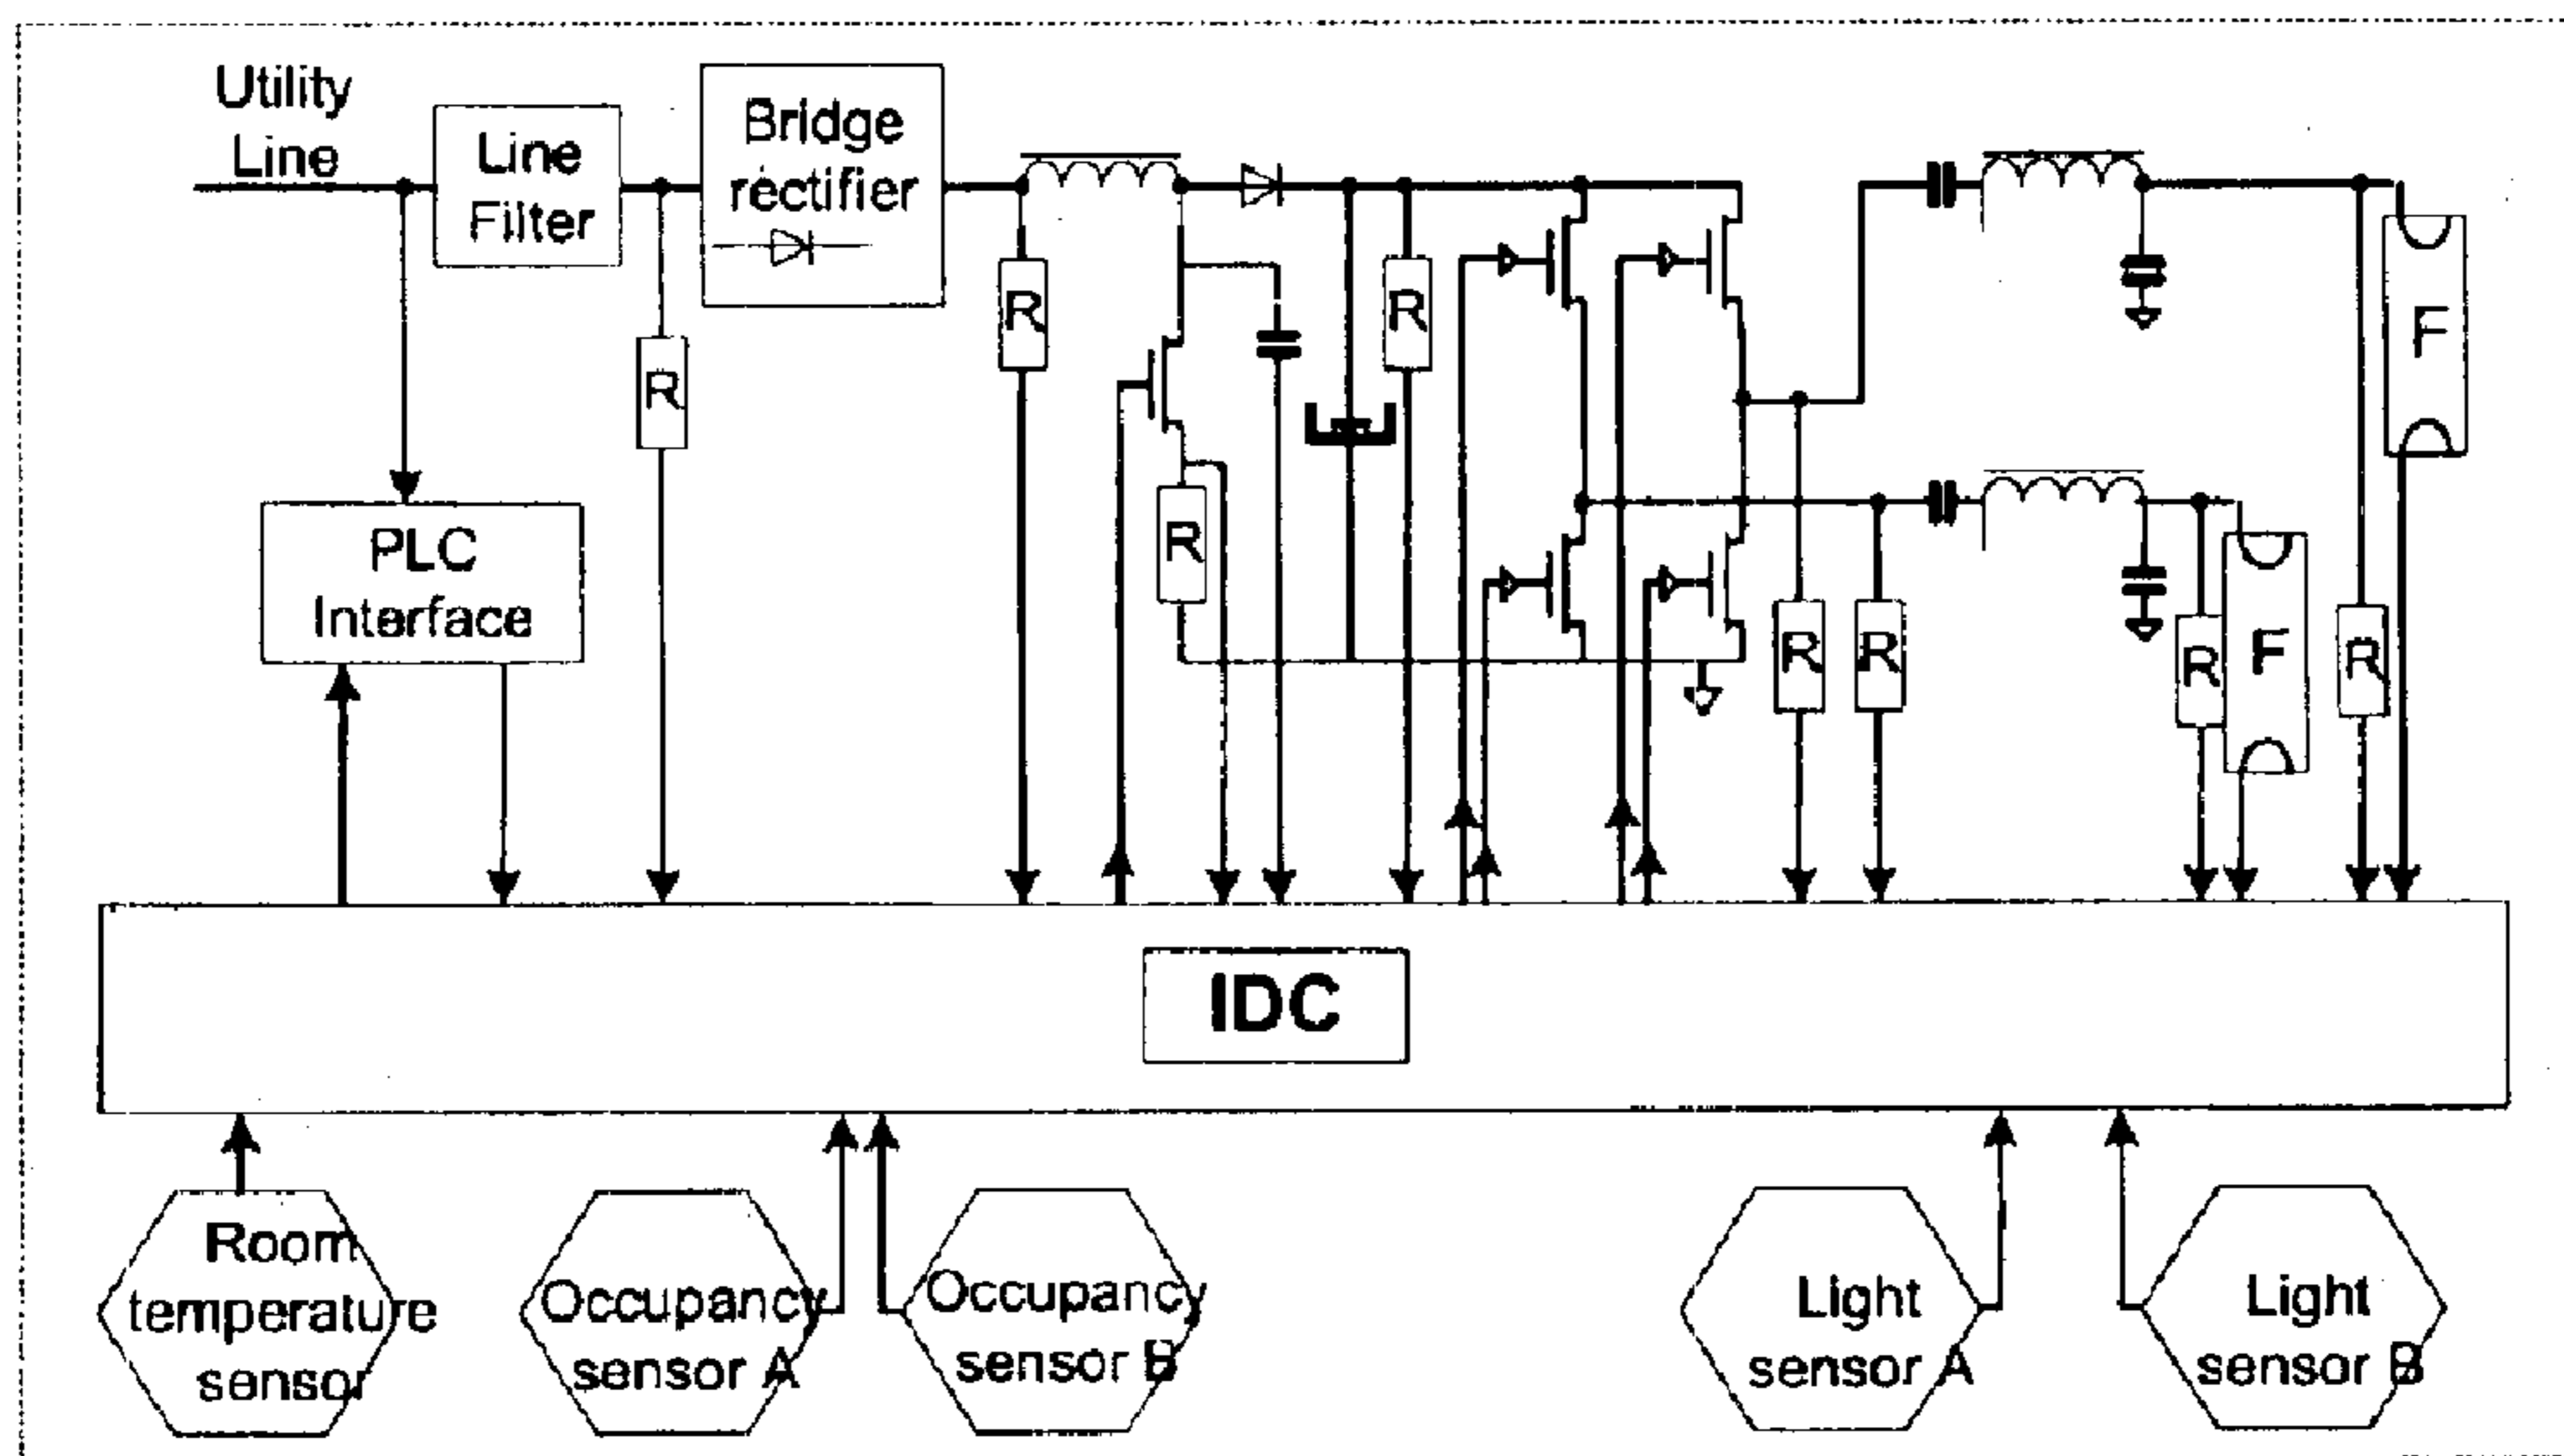 Utility
Line
Line
Filter
Bridge
rectifier
R
R
R
R
F
PLC
Interface
R
R
R
F
R
R
IDC
Room
temperature
sensor
Occupancy
sensor A
Occupancy
sensor B
Light
sensor A
Light
sensor B